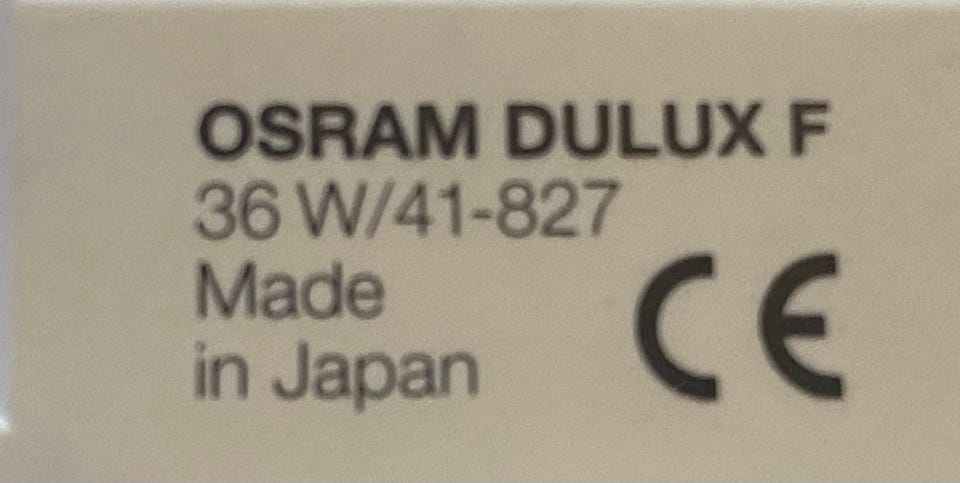 OSRAM DULUX F
36 W/41-827
Made
in Japan
CE